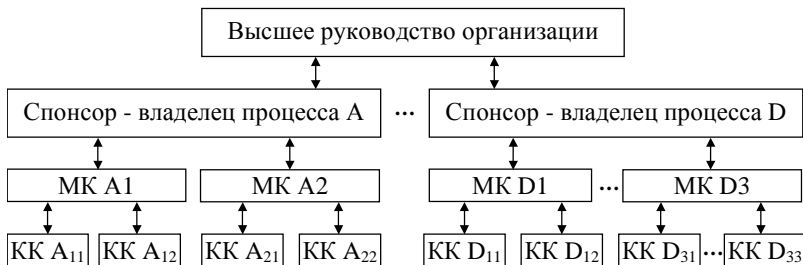 Высшее руководство организации
Спонсор - владелец процесса A ... Спонсор - владелец процесса D
МК A1 МК A2 МК D1 ... МК D3
КК A₁₁ КК A₁₂ КК A₂₁ КК A₂₂ КК D₁₁ КК D₁₂ КК D₃₁ ... КК D₃₃